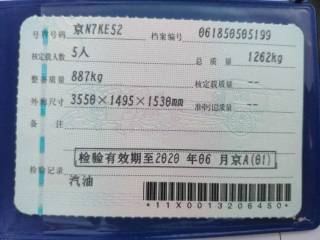 号牌号码 京N7KE52 档案编号 061850505199
核定载人数 5人 总质量 1262kg
整备质量 887kg 核定载质量 --
外廓尺寸 3550×1495×1530mm 准牵引总质量 --
备注
检验有效期至2020 年06 月京A(01)
检验记录
汽油
*11X0013206450*